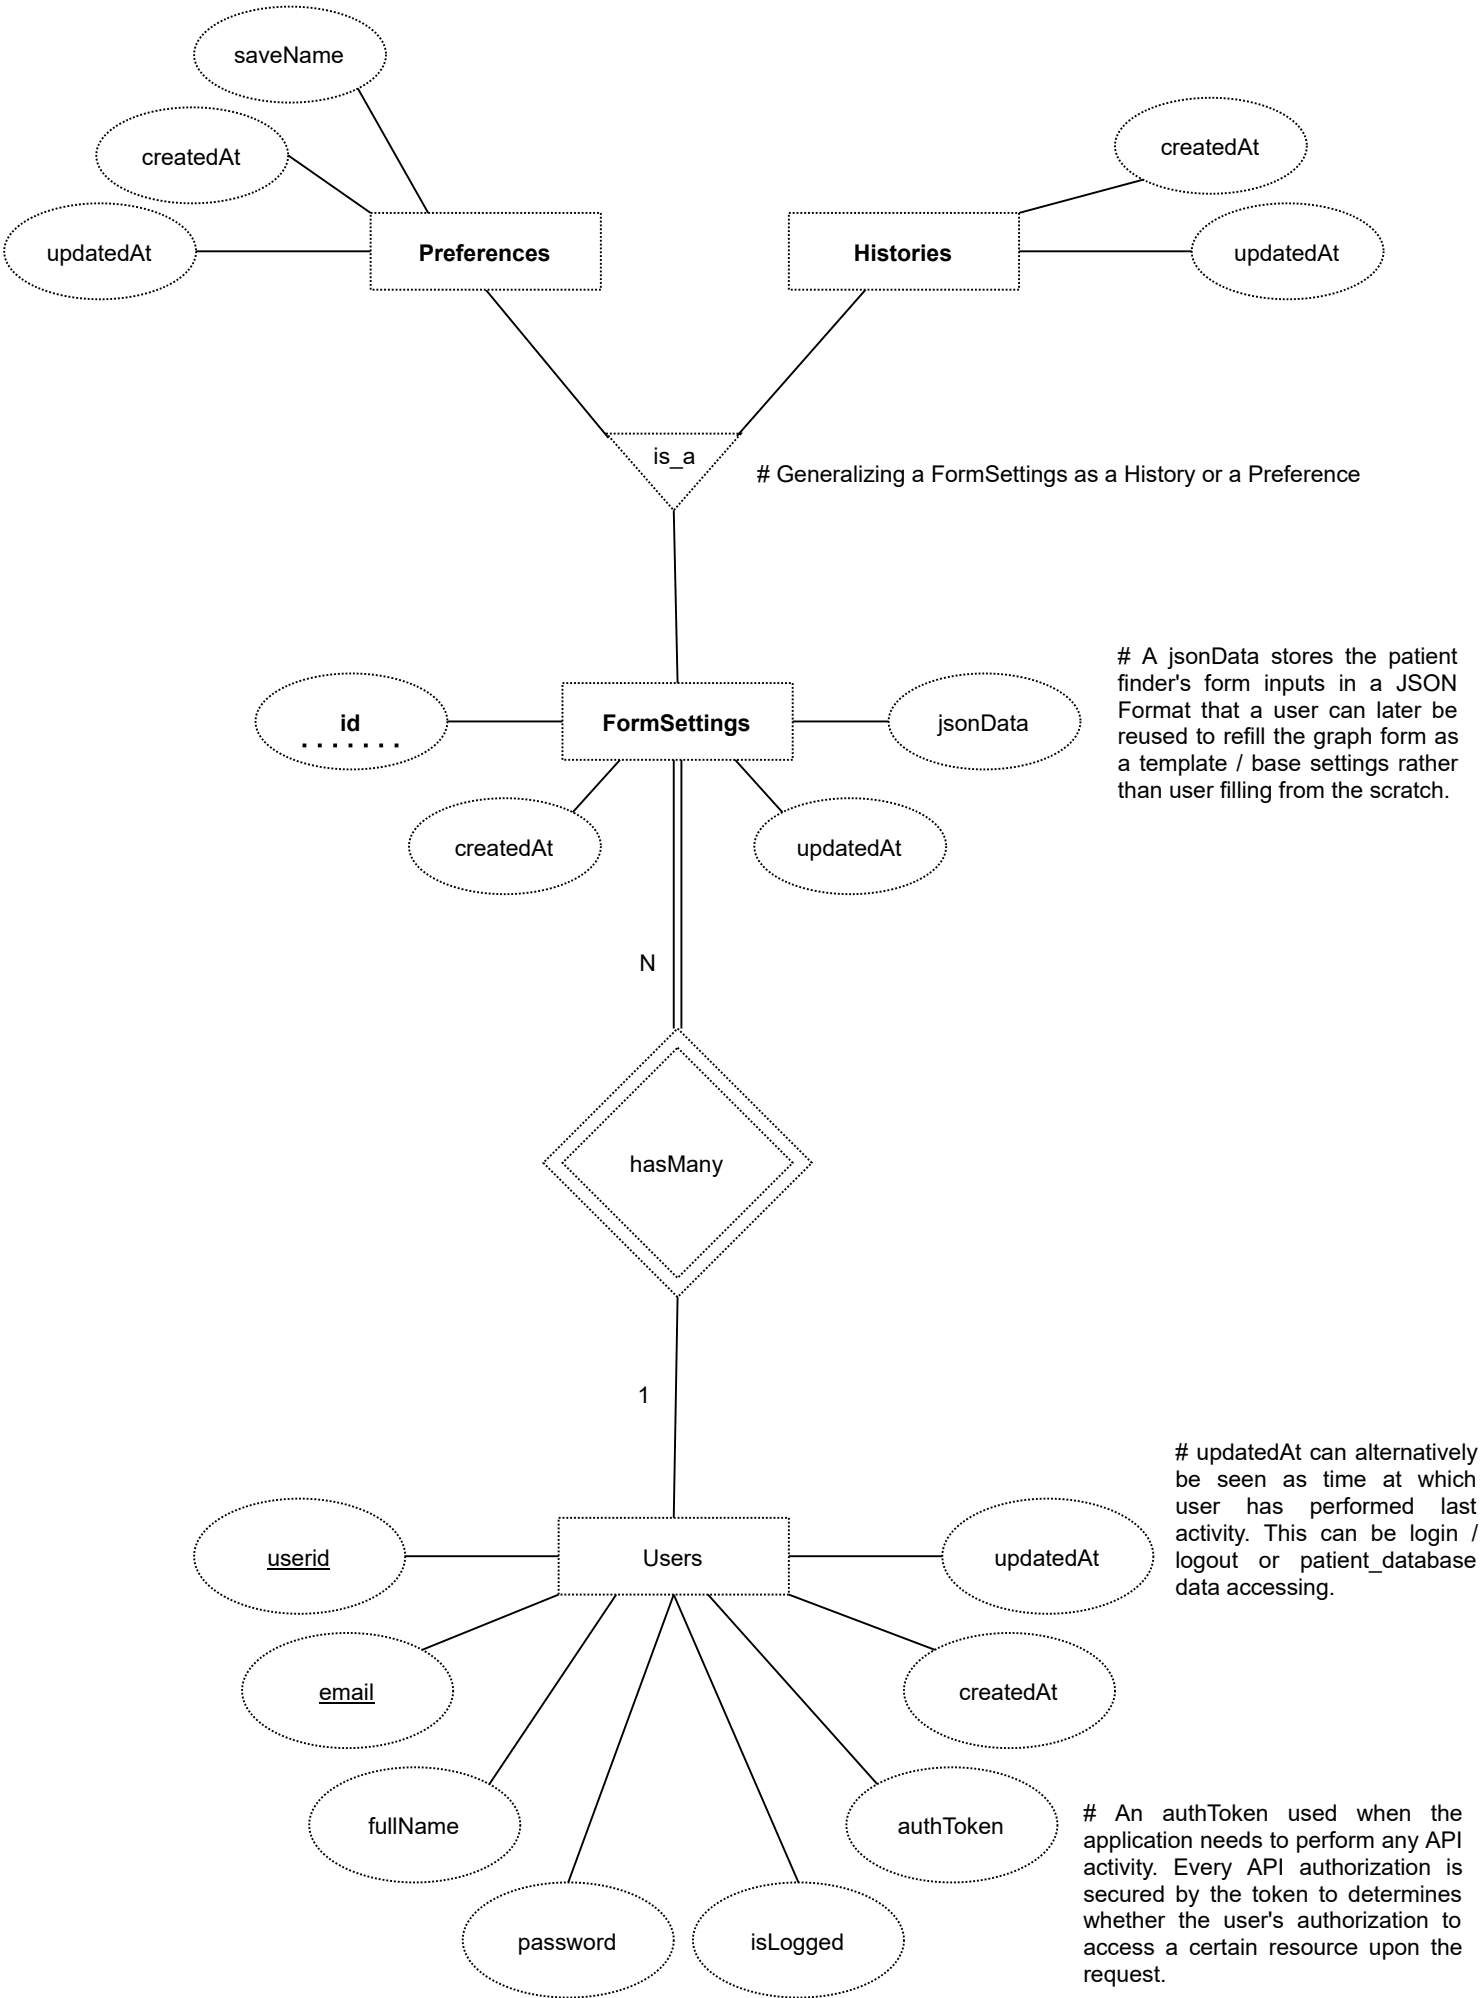 saveName
createdAt
createdAt
updatedAt
Preferences
Histories
updatedAt
is_a
# Generalizing a FormSettings as a History or a Preference
# A jsonData stores the patient
finder's form inputs in a JSON
Format that a user can later be
reused to refill the graph form as
a template / base settings rather
than user filling from the scratch.
id
FormSettings
jsonData
createdAt
updatedAt
N
hasMany
1
# updatedAt can alternatively
be seen as time at which
user has performed last
activity. This can be login /
logout or patient_database
data accessing.
userid
Users
updatedAt
email
createdAt
fullName
authToken
# An authToken used when the
application needs to perform any API
activity. Every API authorization is
secured by the token to determines
whether the user's authorization to
access a certain resource upon the
request.
password
isLogged